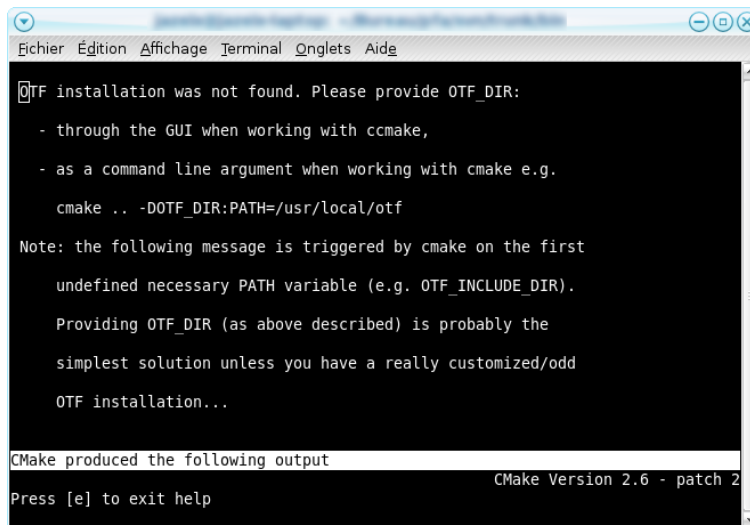 Fichier Édition Affichage Terminal Onglets Aide
OTF installation was not found. Please provide OTF_DIR:
- through the GUI when working with ccmake,
- as a command line argument when working with cmake e.g.
cmake .. -DOTF_DIR:PATH=/usr/local/otf
Note: the following message is triggered by cmake on the first
undefined necessary PATH variable (e.g. OTF_INCLUDE_DIR).
Providing OTF_DIR (as above described) is probably the
simplest solution unless you have a really customized/odd
OTF installation...
CMake produced the following output
CMake Version 2.6 - patch 2
Press [e] to exit help